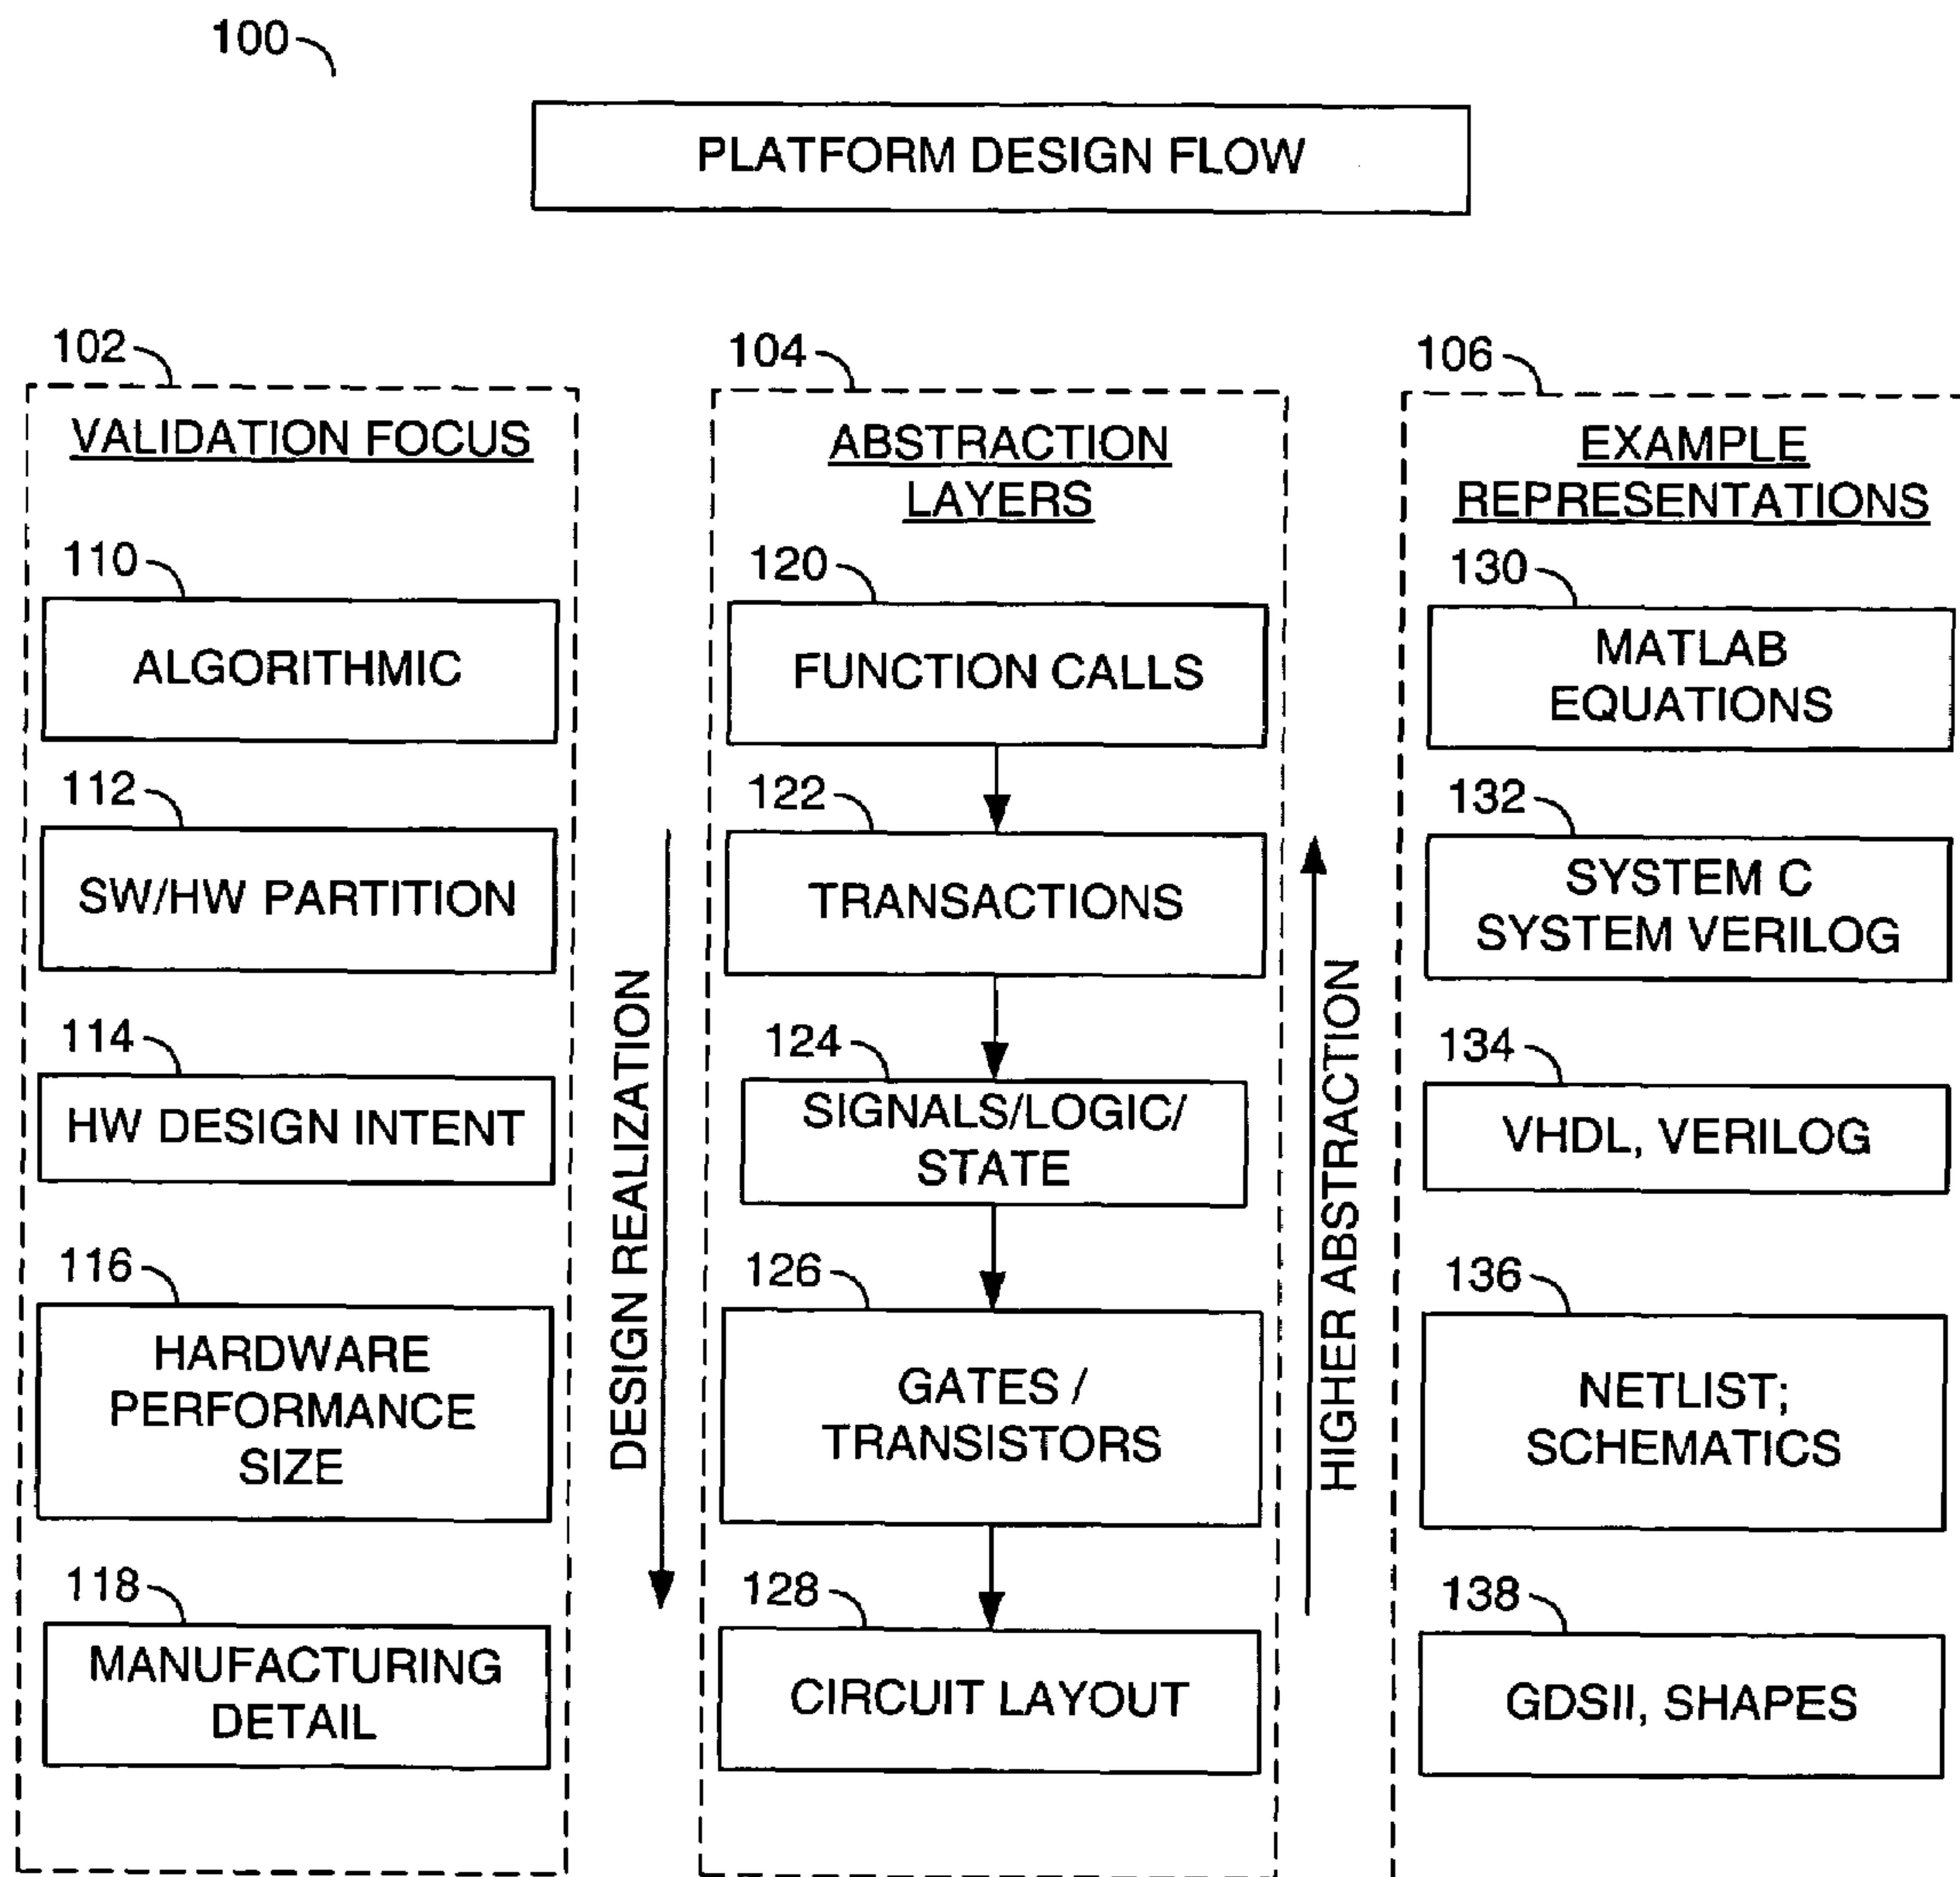 100
PLATFORM DESIGN FLOW
102
VALIDATION FOCUS
110
ALGORITHMIC
112
SW/HW PARTITION
114
HW DESIGN INTENT
116
HARDWARE
PERFORMANCE
SIZE
118
MANUFACTURING
DETAIL
DESIGN REALIZATION
104
ABSTRACTION
LAYERS
120
FUNCTION CALLS
122
TRANSACTIONS
124
SIGNALS/LOGIC/
STATE
126
GATES /
TRANSISTORS
128
CIRCUIT LAYOUT
HIGHER ABSTRACTION
106
EXAMPLE
REPRESENTATIONS
130
MATLAB
EQUATIONS
132
SYSTEM C
SYSTEM VERILOG
134
VHDL, VERILOG
136
NETLIST;
SCHEMATICS
138
GDSII, SHAPES